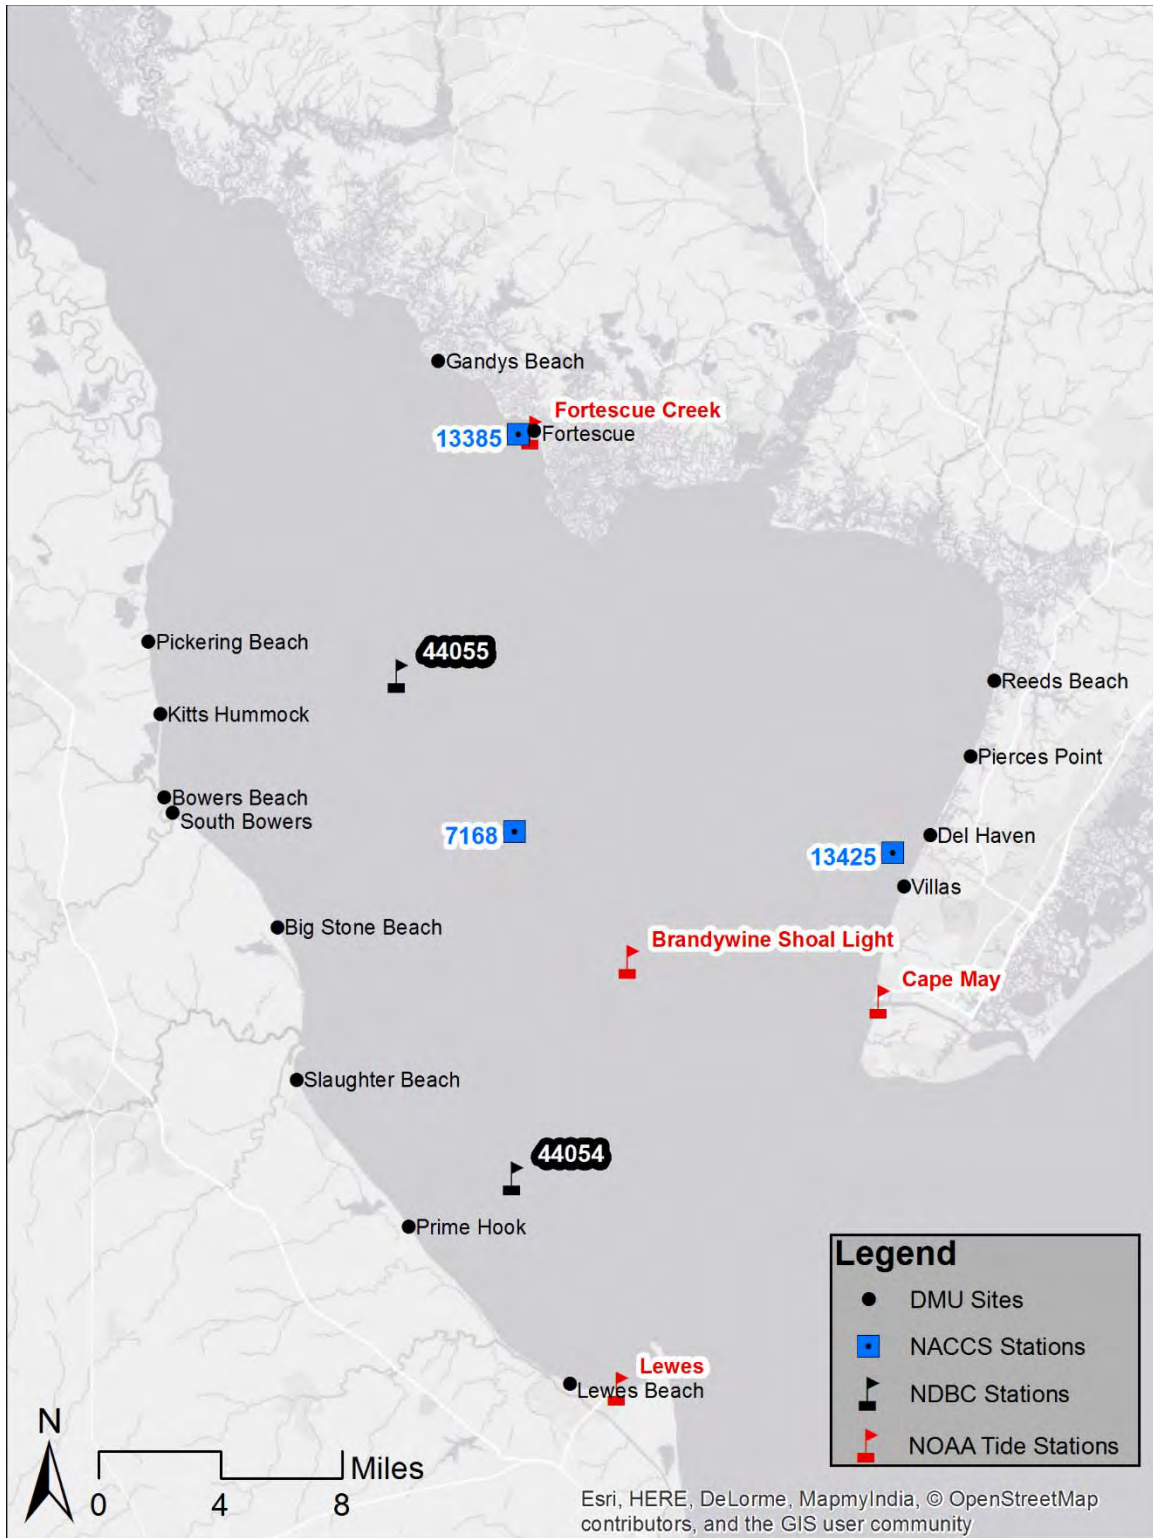 Gandys Beach
Fortescue Creek
13385
Fortescue
Pickering Beach
44055
Reeds Beach
Kitts Hummock
Pierces Point
Bowers Beach
South Bowers
7168
Del Haven
13425
Villas
Big Stone Beach
Brandywine Shoal Light
Cape May
Slaughter Beach
44054
Prime Hook
Legend
DMU Sites
NACCS Stations
NDBC Stations
NOAA Tide Stations
Lewes
Lewes Beach
N
Miles
0 4 8
Esri, HERE, DeLorme, MapmyIndia, © OpenStreetMap
contributors, and the GIS user community